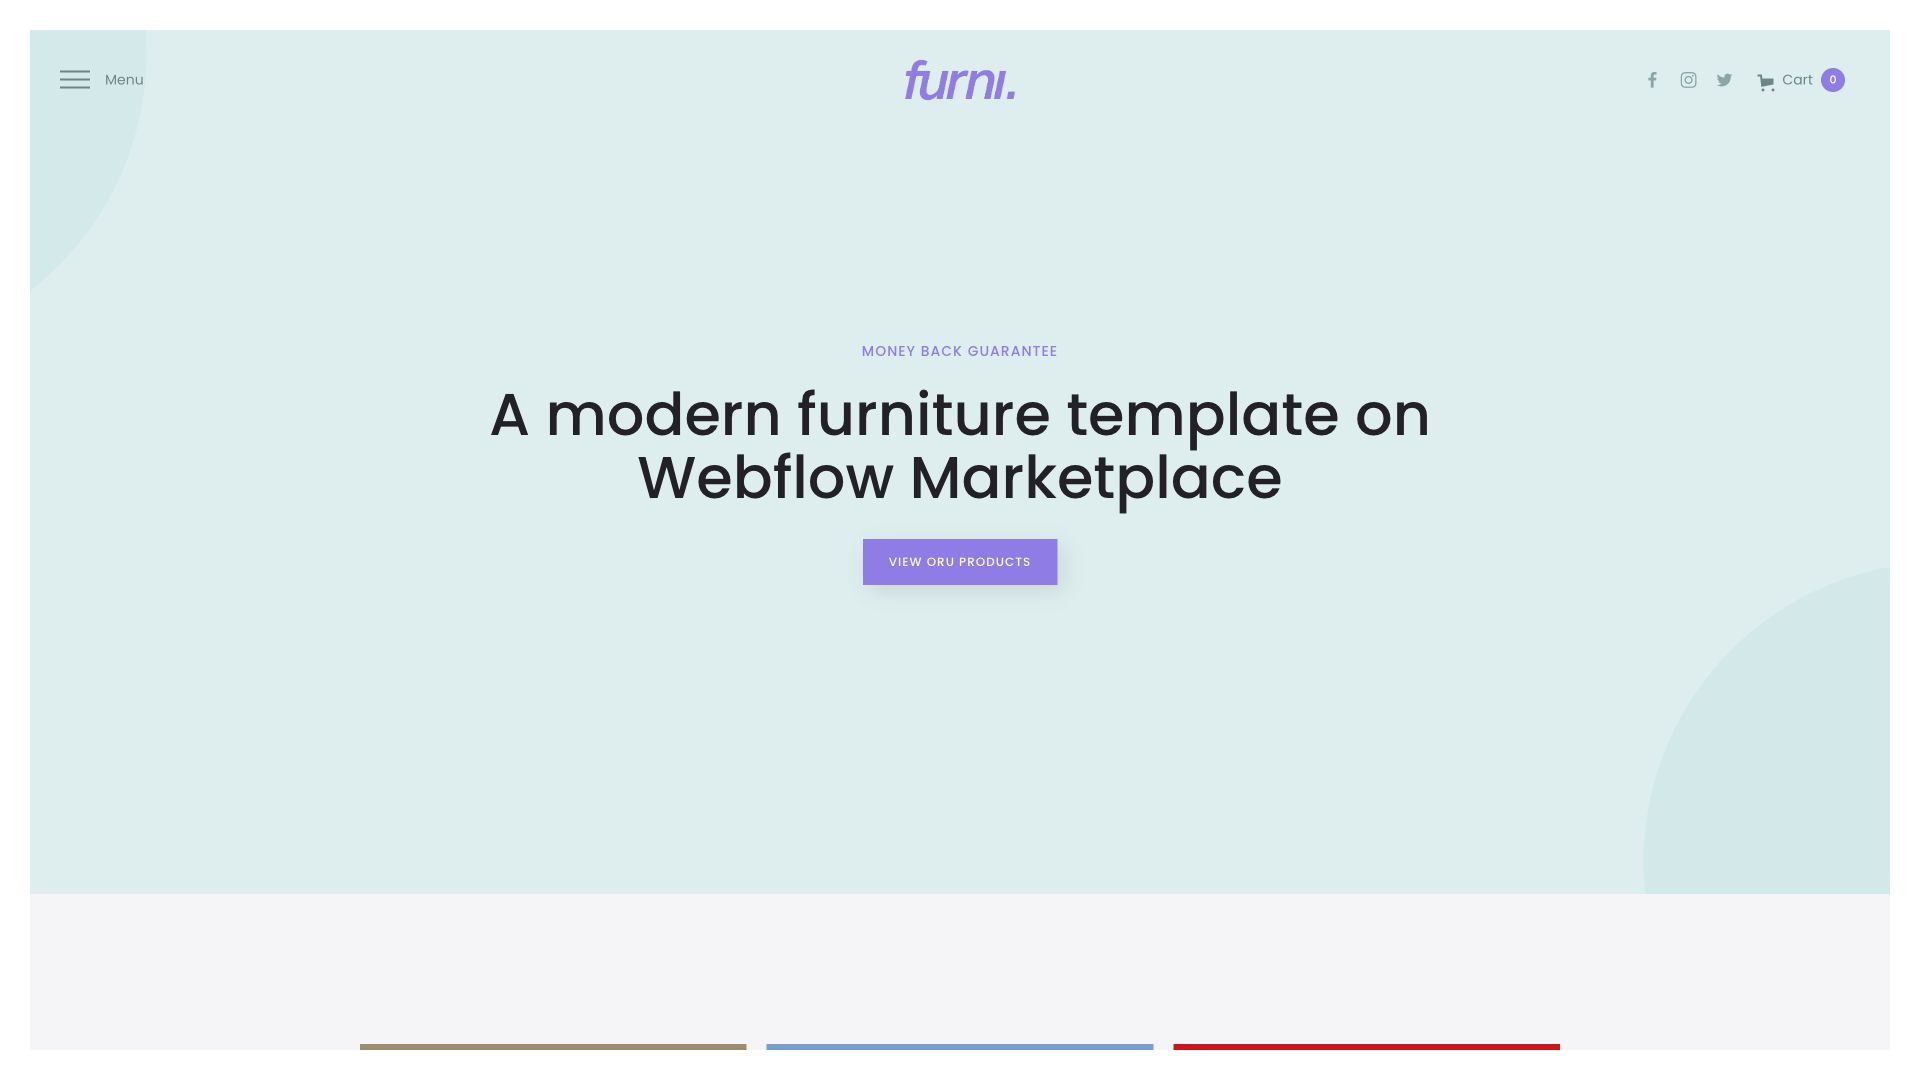 Menu
furni.
Cart 0
MONEY BACK GUARANTEE
A modern furniture template on
Webflow Marketplace
VIEW ORU PRODUCTS